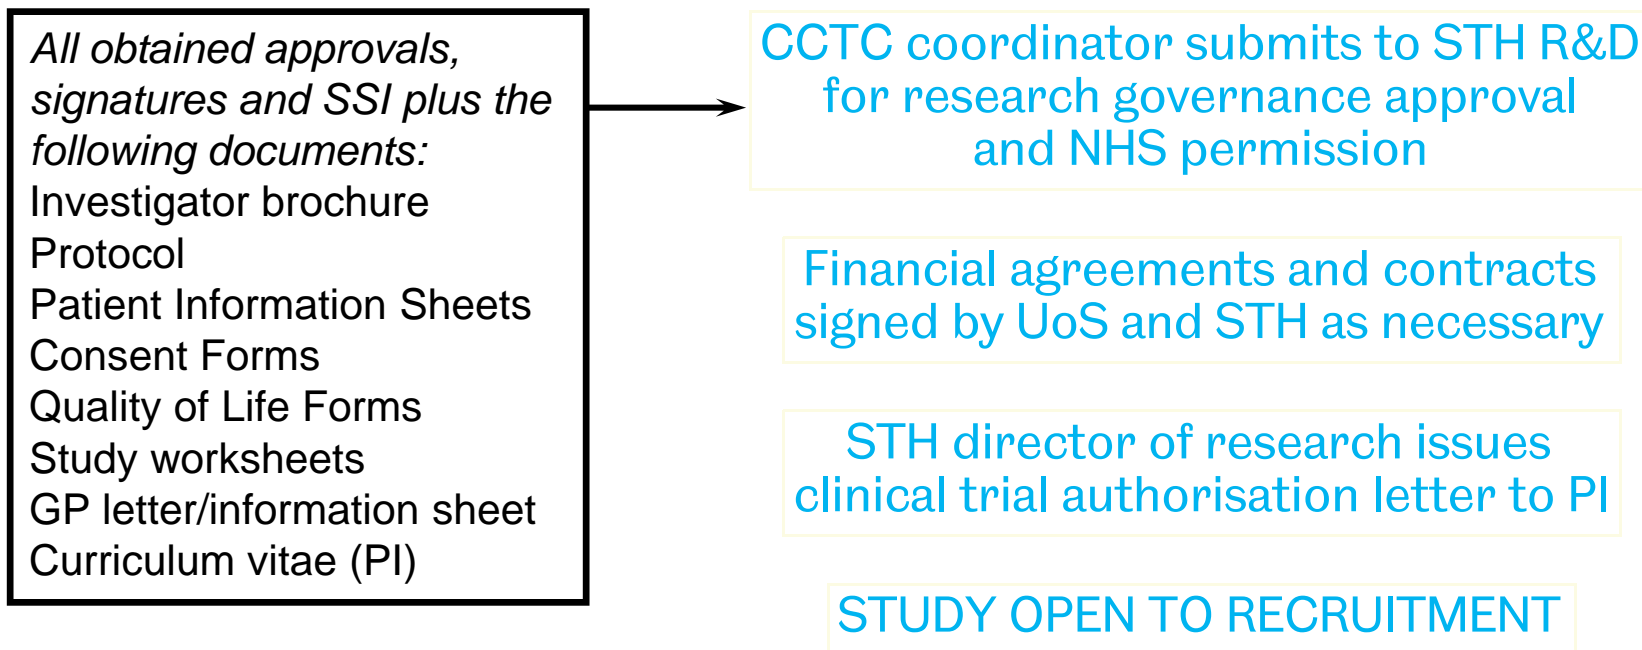 All obtained approvals,
signatures and SSI plus the
following documents:
Investigator brochure
Protocol
Patient Information Sheets
Consent Forms
Quality of Life Forms
Study worksheets
GP letter/information sheet
Curriculum vitae (PI)
CCTC coordinator submits to STH R&D
for research governance approval
and NHS permission
Financial agreements and contracts
signed by UoS and STH as necessary
STH director of research issues
clinical trial authorisation letter to PI
STUDY OPEN TO RECRUITMENT